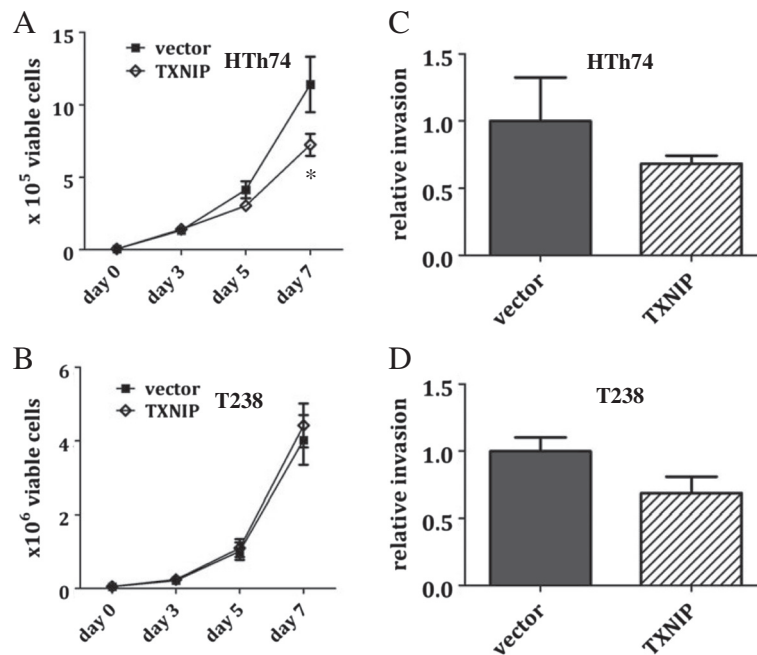 A
vector
TXNIP
HTh74
x 10⁵ viable cells
15
10
5
0
*
day 0
day 3
day 5
day 7
C
HTh74
relative invasion
1.5
1.0
0.5
0.0
vector
TXNIP
B
vector
TXNIP
T238
x10⁶ viable cells
6
4
2
0
day 0
day 3
day 5
day 7
D
T238
relative invasion
1.5
1.0
0.5
0.0
vector
TXNIP